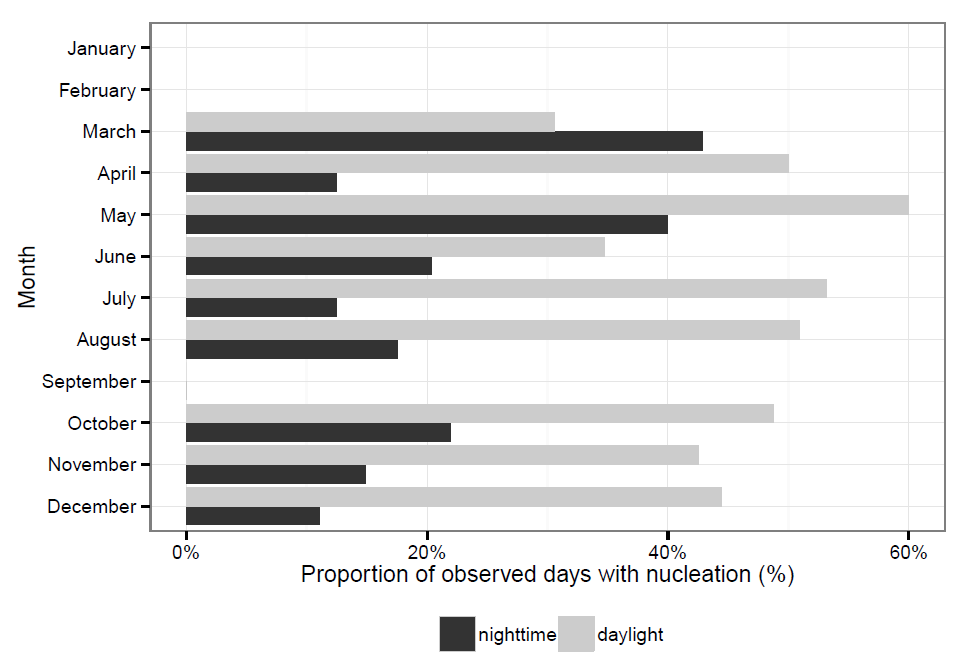 January
February
March
April
May
June
July
August
September
October
November
December
Month
0% 20% 40% 60%
Proportion of observed days with nucleation (%)
nighttime daylight